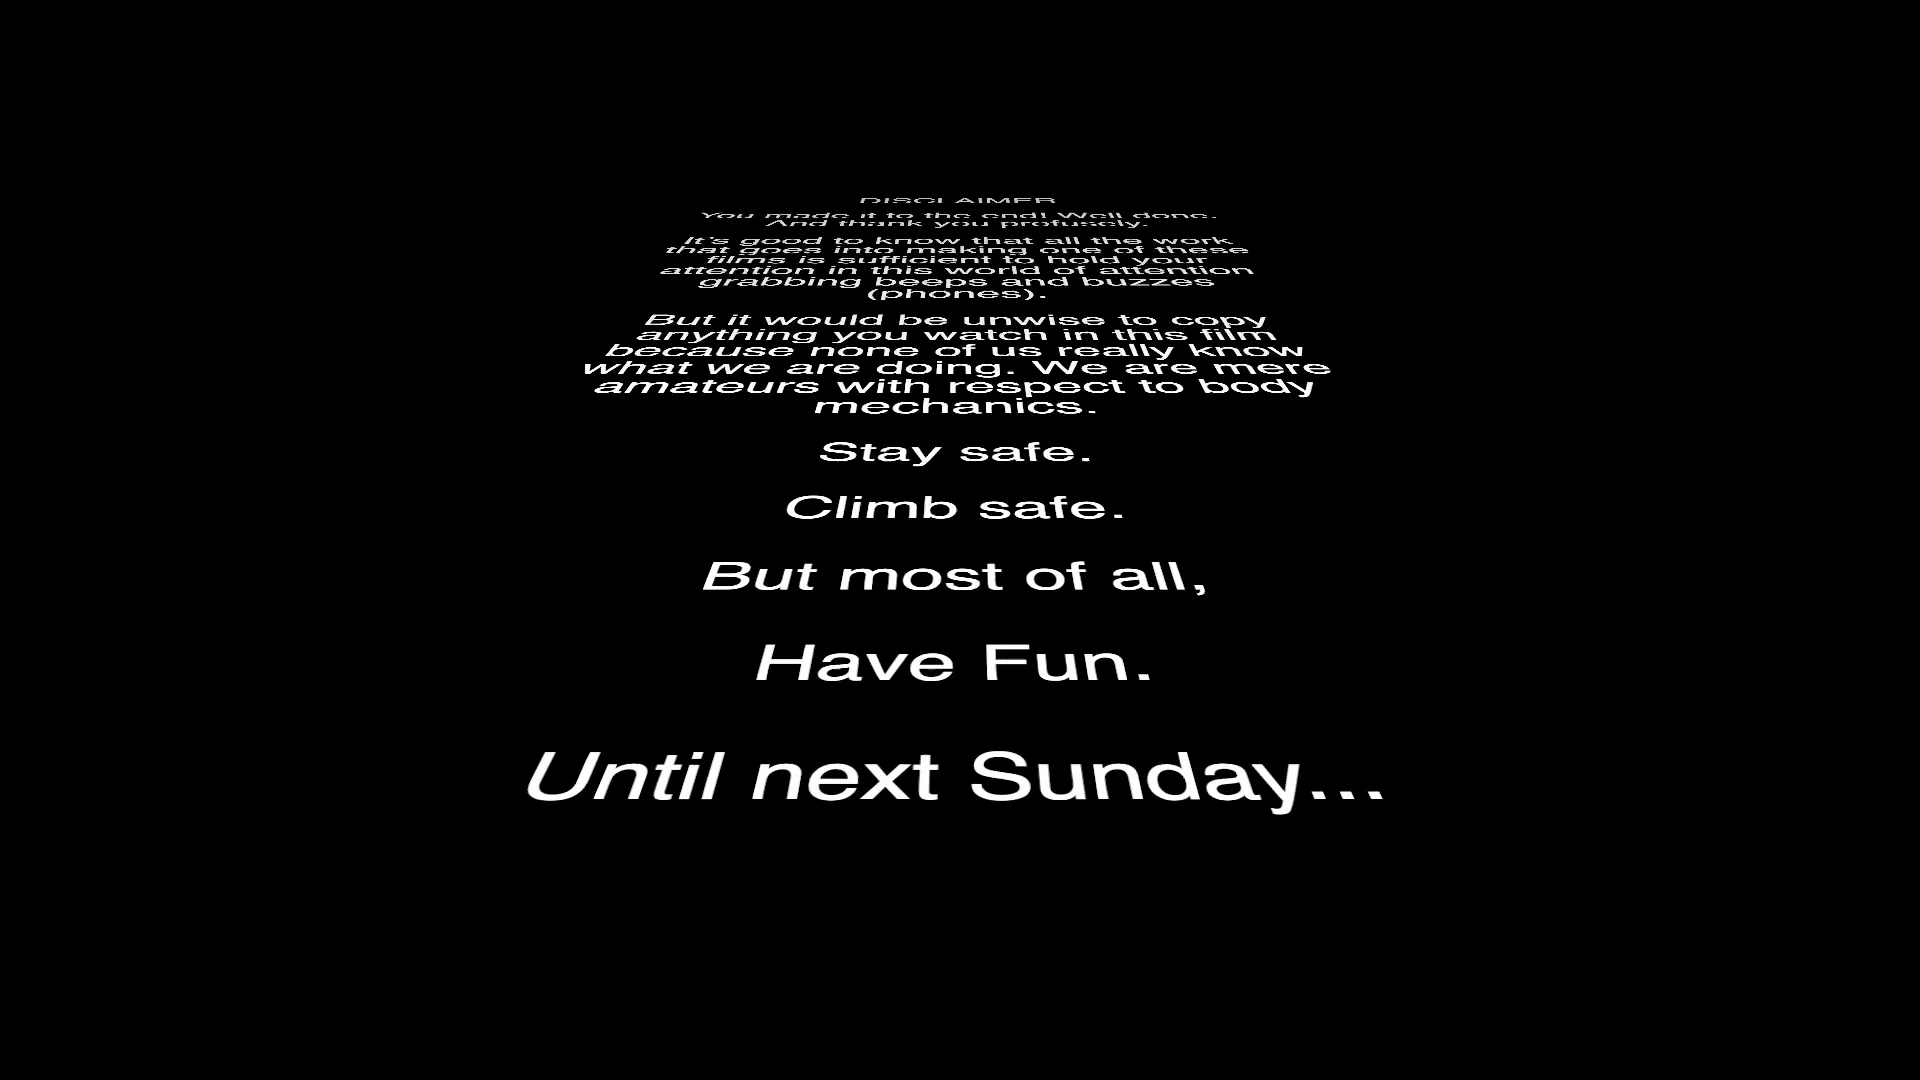 DISCLAIMER
You made it to the end! Well done.
And thank you profusely.
It's good to know that all the work
that goes into making one of these
films is sufficient to hold your
attention in this world of attention
grabbing beeps and buzzes
(phones).
But it would be unwise to copy
anything you watch in this film
because none of us really know
what we are doing. We are mere
amateurs with respect to body
mechanics.
Stay safe.
Climb safe.
But most of all,
Have Fun.
Until next Sunday...